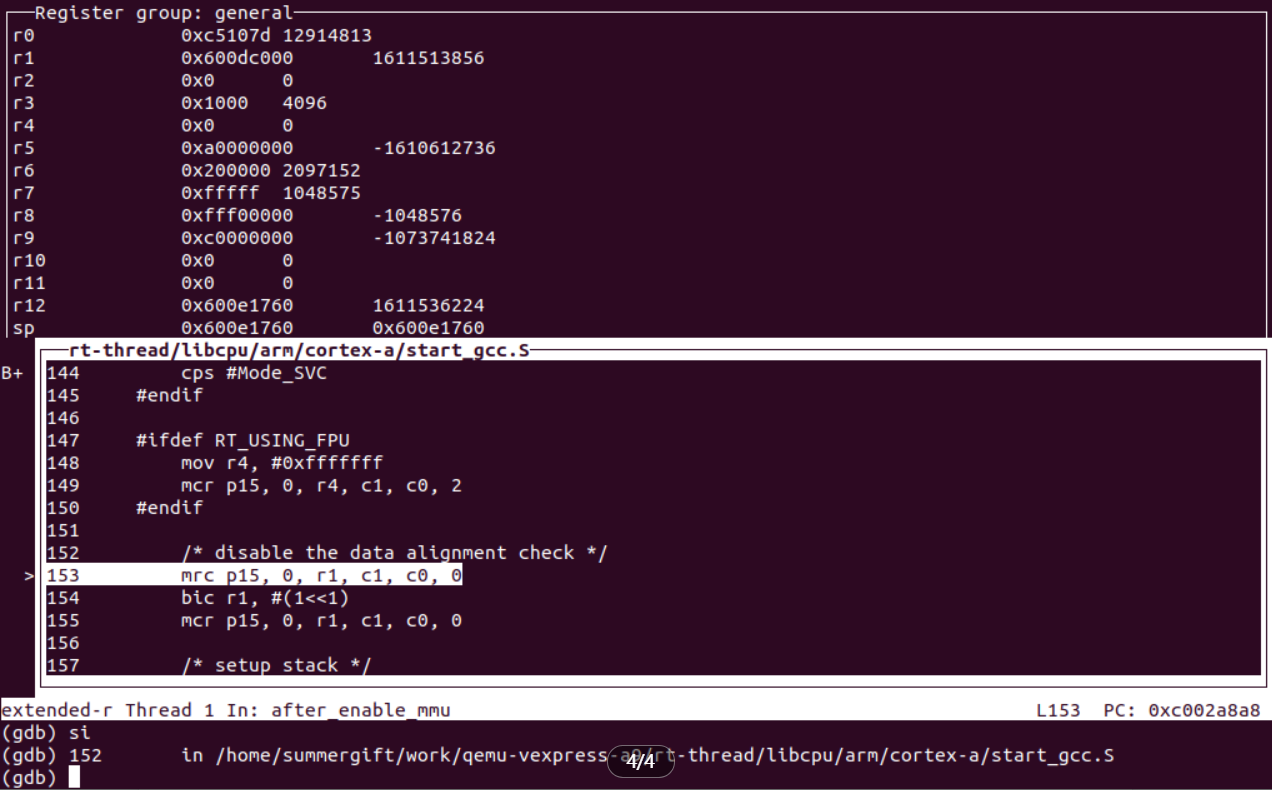 Register group: general
r0 0xc5107d 12914813
r1 0x600dc000 1611513856
r2 0x0 0
r3 0x1000 4096
r4 0x0 0
r5 0xa0000000 -1610612736
r6 0x200000 2097152
r7 0xfffff 1048575
r8 0xfff00000 -1048576
r9 0xc0000000 -1073741824
r10 0x0 0
r11 0x0 0
r12 0x600e1760 1611536224
sp 0x600e1760 0x600e1760
rt-thread/libcpu/arm/cortex-a/start_gcc.S
B+ 144 cps #Mode_SVC
145 #endif
146
147 #ifdef RT_USING_FPU
148 mov r4, #0xfffffff
149 mcr p15, 0, r4, c1, c0, 2
150 #endif
151
152 /* disable the data alignment check */
> 153 mrc p15, 0, r1, c1, c0, 0
154 bic r1, #(1<<1)
155 mcr p15, 0, r1, c1, c0, 0
156
157 /* setup stack */
extended-r Thread 1 In: after_enable_mmu L153 PC: 0xc002a8a8
(gdb) si
(gdb) 152 in /home/summergift/work/qemu-vexpress-a9/rt-thread/libcpu/arm/cortex-a/start_gcc.S
4/4
(gdb)